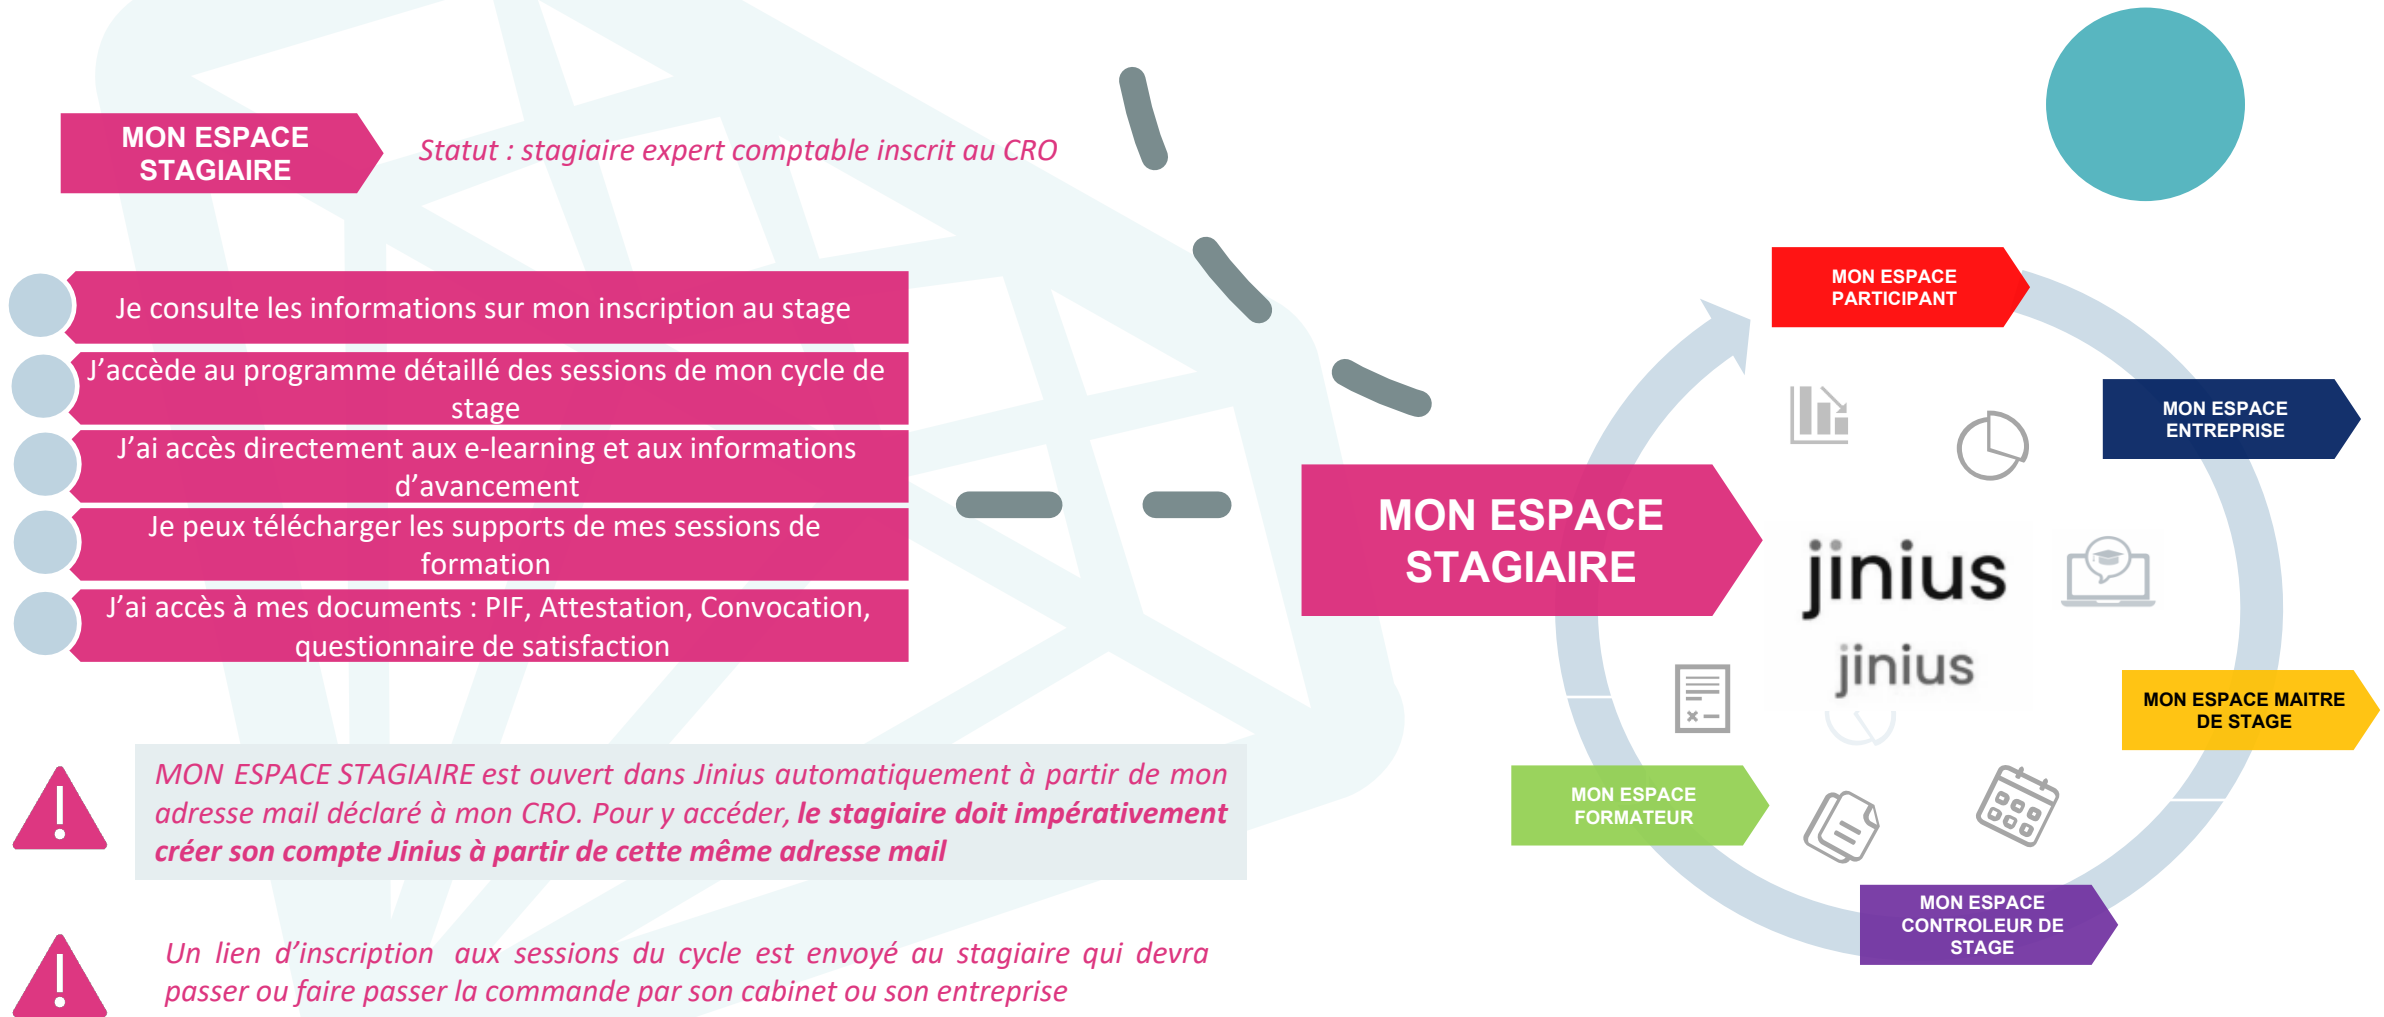 MON ESPACE
STAGIAIRE
Statut : stagiaire expert comptable inscrit au CRO
Je consulte les informations sur mon inscription au stage
J’accède au programme détaillé des sessions de mon cycle de
stage
J’ai accès directement aux e-learning et aux informations
d’avancement
Je peux télécharger les supports de mes sessions de
formation
J’ai accès à mes documents : PIF, Attestation, Convocation,
questionnaire de satisfaction
MON ESPACE STAGIAIRE est ouvert dans Jinius automatiquement à partir de mon
adresse mail déclaré à mon CRO. Pour y accéder, le stagiaire doit impérativement
créer son compte Jinius à partir de cette même adresse mail
Un lien d’inscription aux sessions du cycle est envoyé au stagiaire qui devra
passer ou faire passer la commande par son cabinet ou son entreprise
MON ESPACE
PARTICIPANT
MON ESPACE
ENTREPRISE
MON ESPACE
STAGIAIRE
jinius
jinius
MON ESPACE MAITRE
DE STAGE
MON ESPACE
FORMATEUR
MON ESPACE
CONTROLEUR DE
STAGE